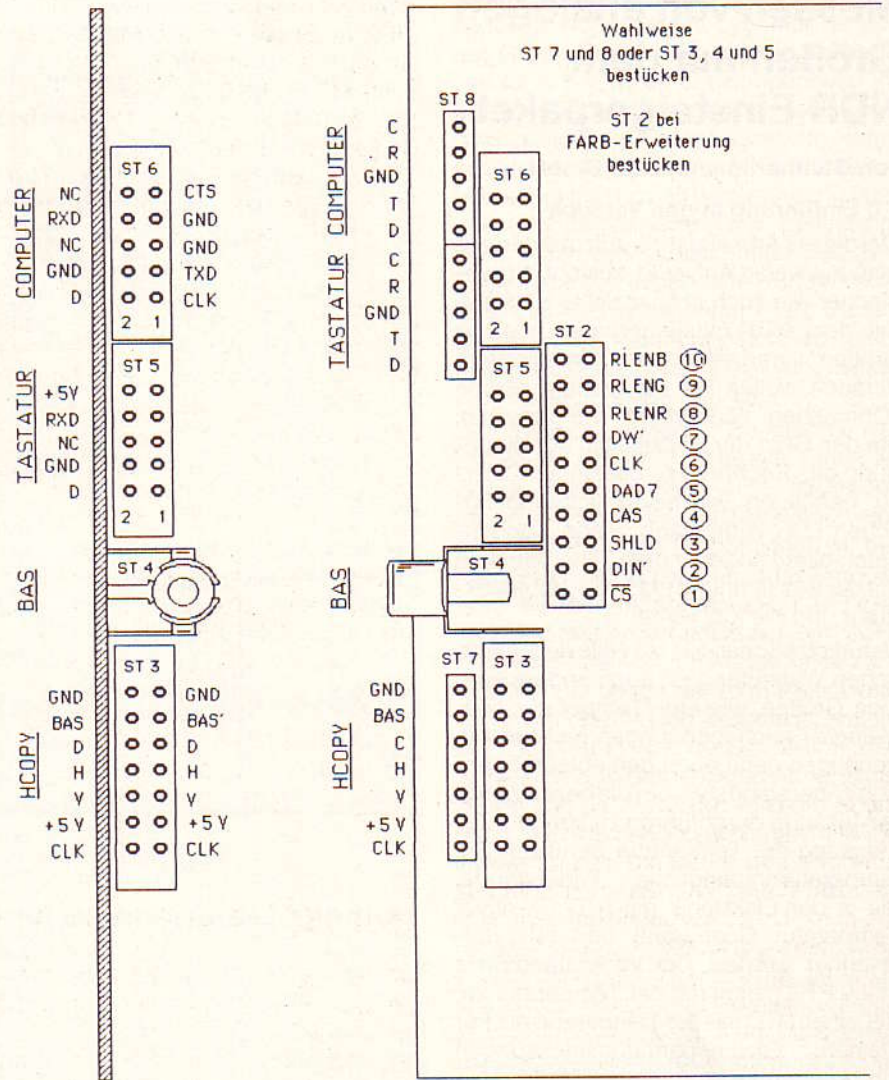 Wahlweise
ST 7 und 8 oder ST 3, 4 und 5
bestücken
ST 2 bei
FARB-Erweiterung
bestücken
COMPUTER
ST 6
NC CTS
RXD GND
NC GND
GND TXD
D CLK
2 1
TASTATUR
ST 5
+5V
RXD
NC
GND
D
2 1
BAS
ST 4
HCOPY
ST 3
GND GND
BAS BAS'
D D
H H
V V
+5V +5V
CLK CLK
ST 8
COMPUTER
C
R
GND
T
D
TASTATUR
C
R
GND
T
D
ST 6
2 1
ST 5
2 1
ST 2
RLENB 10
RLENG 9
RLENR 8
DW' 7
CLK 6
DAD7 5
CAS 4
SHLD 3
DIN' 2
C̅S̅ 1
BAS
ST 4
ST 7 ST 3
HCOPY
GND
BAS
C
H
V
+5V
CLK